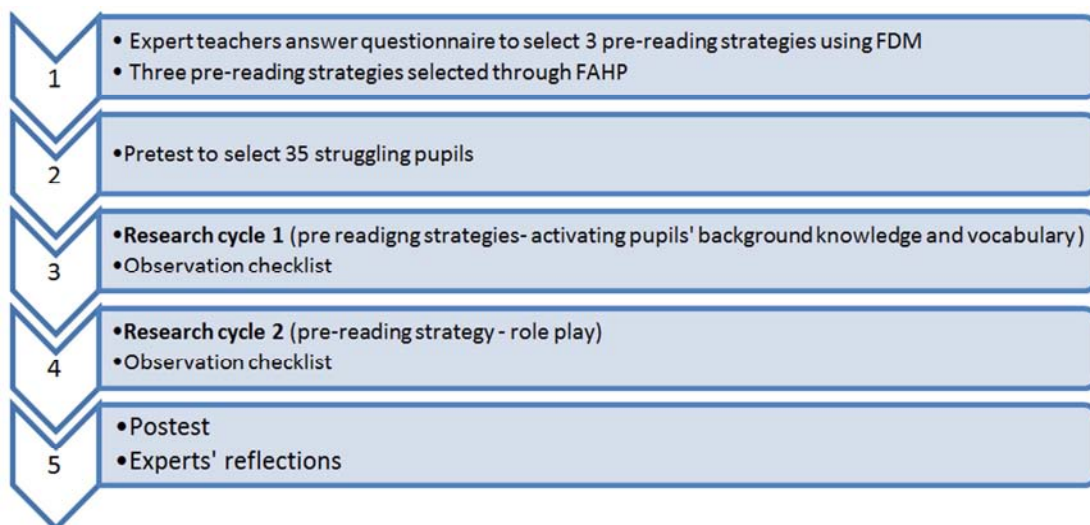 1
• Expert teachers answer questionnaire to select 3 pre-reading strategies using FDM
• Three pre-reading strategies selected through FAHP
2
•Pretest to select 35 struggling pupils
3
•Research cycle 1 (pre readigng strategies- activating pupils' background knowledge and vocabulary)
•Observation checklist
4
•Research cycle 2 (pre-reading strategy - role play)
•Observation checklist
5
•Postest
•Experts' reflections